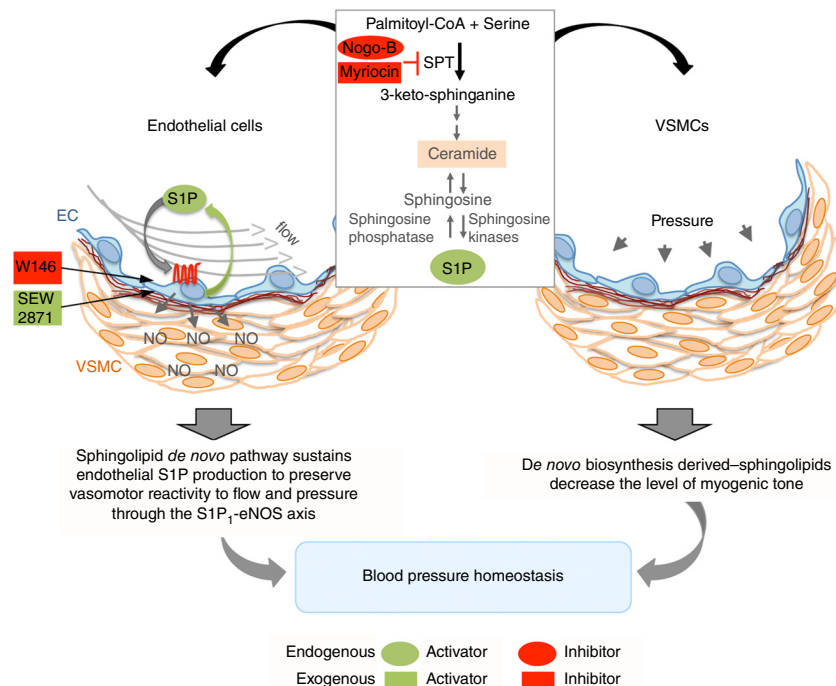 Palmitoyl-CoA + Serine
Nogo-B
Myriocin
SPT
3-keto-sphinganine
Ceramide
Sphingosine
Sphingosine phosphatase
Sphingosine kinases
S1P
Endothelial cells
S1P
EC
flow
W146
SEW
2871
NO NO NO
NO NO
VSMC
VSMCs
Pressure
Sphingolipid de novo pathway sustains
endothelial S1P production to preserve
vasomotor reactivity to flow and pressure
through the S1P₁-eNOS axis
De novo biosynthesis derived–sphingolipids
decrease the level of myogenic tone
Blood pressure homeostasis
Endogenous Activator Inhibitor
Exogenous Activator Inhibitor